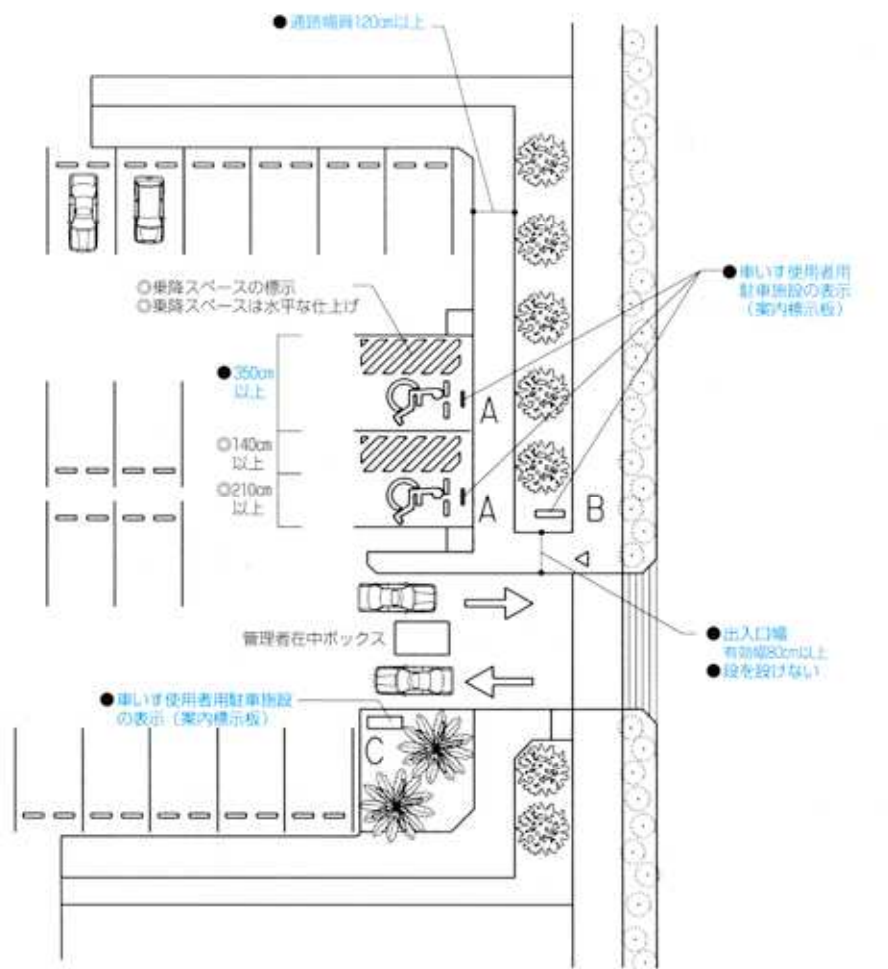 ●通路幅員120cm以上
◎乗降スペースの標示
◎乗降スペースは水平な仕上げ
●車いす使用者用
駐車施設の表示
（案内標示板）
●350cm
以上
◎140cm
以上
◎210cm
以上
A
A
B
管理者在中ボックス
●出入口幅
有効幅80cm以上
●段を設けない
●車いす使用者用駐車施設
の表示（案内標示板）
C